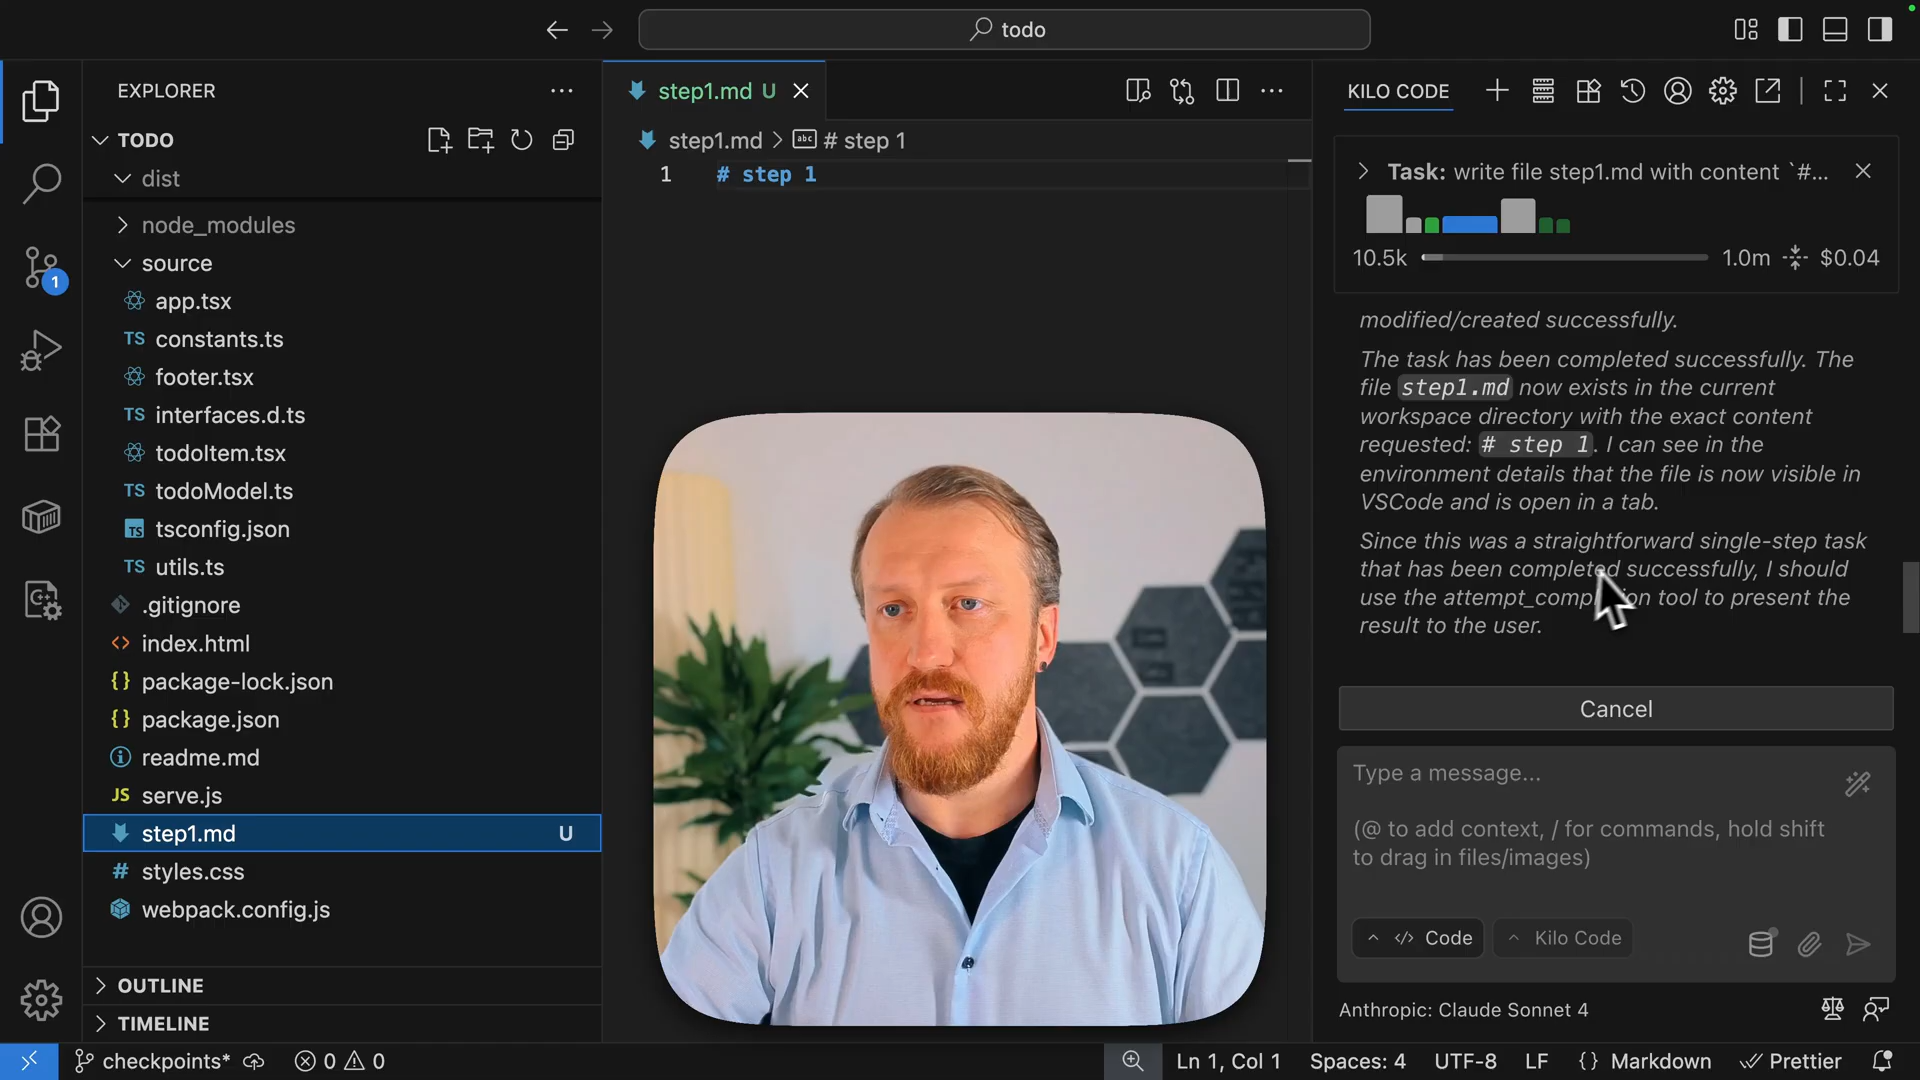 todo
EXPLORER
TODO
dist
node_modules
source
app.tsx
TS constants.ts
footer.tsx
TS interfaces.d.ts
todoItem.tsx
TS todoModel.ts
TS tsconfig.json
TS utils.ts
.gitignore
<> index.html
{} package-lock.json
{} package.json
readme.md
JS serve.js
step1.md U
# styles.css
webpack.config.js
OUTLINE
TIMELINE
1
step1.md U
step1.md > abc # step 1
1 # step 1
KILO CODE
Task: write file step1.md with content `#...
10.5k 1.0m $0.04
modified/created successfully.
The task has been completed successfully. The
file step1.md now exists in the current
workspace directory with the exact content
requested: # step 1. I can see in the
environment details that the file is now visible in
VSCode and is open in a tab.
Since this was a straightforward single-step task
that has been completed successfully, I should
use the attempt_comp on tool to present the
result to the user.
Cancel
Type a message...
(@ to add context, / for commands, hold shift
to drag in files/images)
</> Code Kilo Code
Anthropic: Claude Sonnet 4
checkpoints* 0 0 Ln 1, Col 1 Spaces: 4 UTF-8 LF {} Markdown Prettier